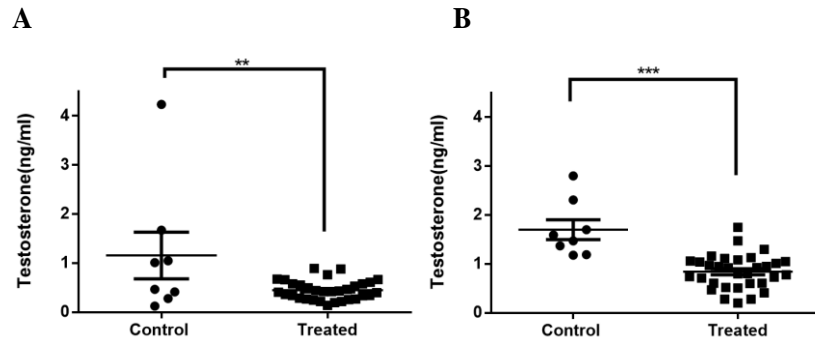 A
**
Testosterone(ng/ml)
4
3
2
1
0
Control Treated
B
***
Testosterone(ng/ml)
4
3
2
1
0
Control Treated